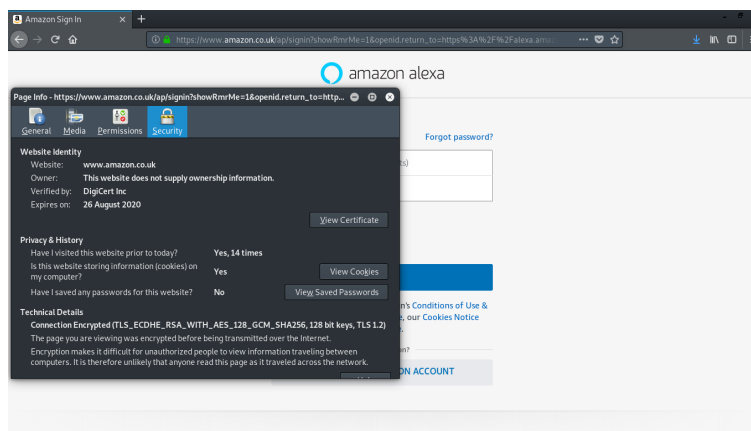 Amazon Sign In
https://www.amazon.co.uk/ap/signin?showRmrMe=1&openid.return_to=https%3A%2F%2Falexa.ama
amazon alexa
Page Info - https://www.amazon.co.uk/ap/signin?showRmrMe=1&openid.return_to=http...
General Media Permissions Security
Forgot password?
Website Identity
Website: www.amazon.co.uk
Owner: This website does not supply ownership information.
Verified by: DigiCert Inc
Expires on: 26 August 2020
View Certificate
Privacy & History
Have I visited this website prior to today? Yes, 14 times
Is this website storing information (cookies) on
my computer?
Yes
View Cookies
Have I saved any passwords for this website? No View Saved Passwords
n's Conditions of Use &
e, our Cookies Notice
Technical Details
Connection Encrypted (TLS_ECDHE_RSA_WITH_AES_128_GCM_SHA256, 128 bit keys, TLS 1.2)
The page you are viewing was encrypted before being transmitted over the Internet.
Encryption makes it difficult for unauthorized people to view information traveling between
computers. It is therefore unlikely that anyone read this page as it traveled across the network.
on?
ON ACCOUNT